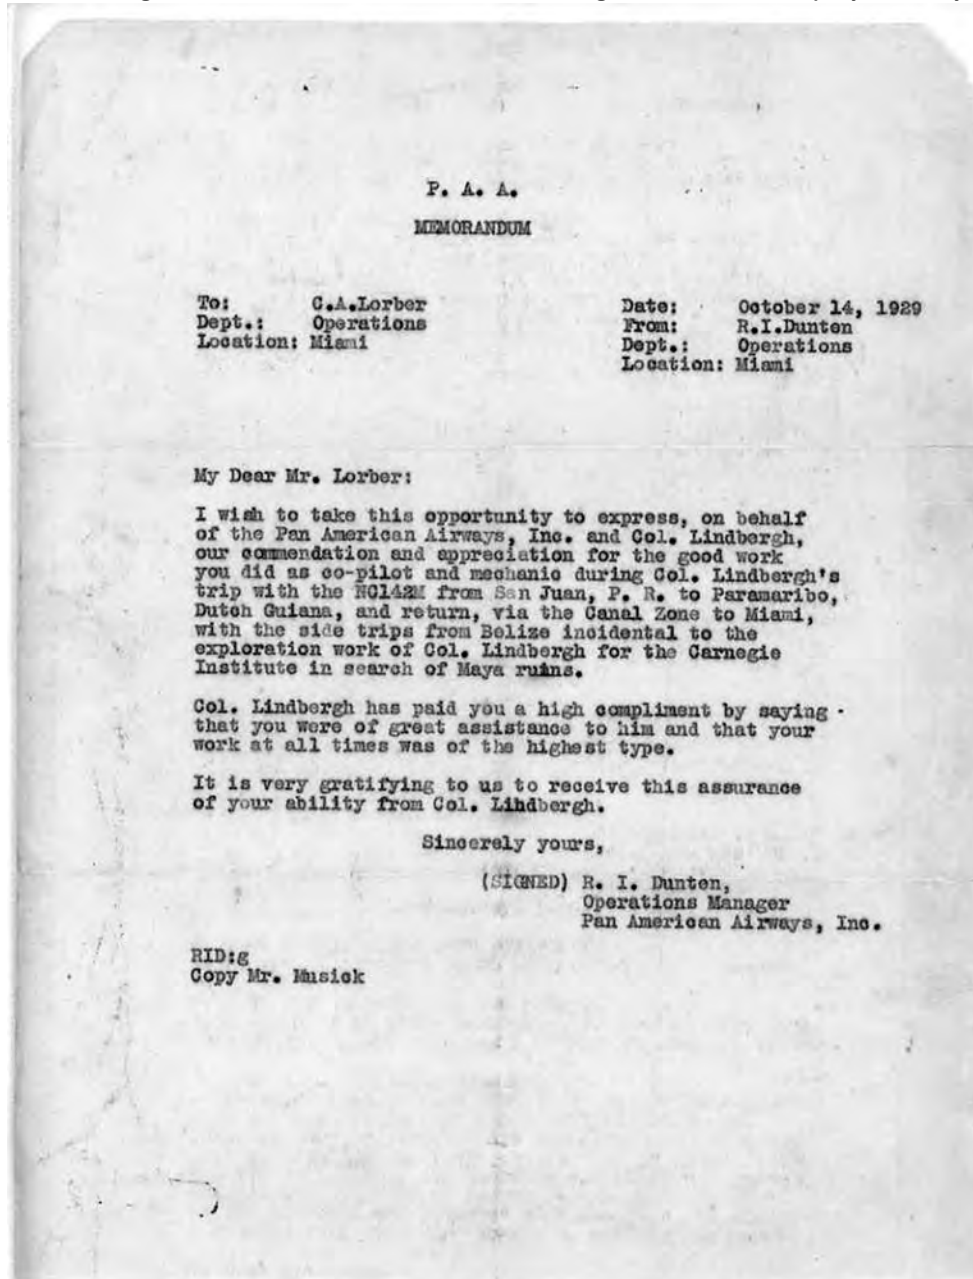 P. A. A.
MEMORANDUM
To: C.A.Lorber
Dept.: Operations
Location: Miami
Date: October 14, 1929
From: R.I.Dunten
Dept.: Operations
Location: Miami
My Dear Mr. Lorber:
I wish to take this opportunity to express, on behalf
of the Pan American Airways, Inc. and Col. Lindbergh,
our commendation and appreciation for the good work
you did as co-pilot and mechanic during Col. Lindbergh's
trip with the NC142M from San Juan, P. R. to Paramaribo,
Dutch Guiana, and return, via the Canal Zone to Miami,
with the side trips from Belize incidental to the
exploration work of Col. Lindbergh for the Carnegie
Institute in search of Maya ruins.
Col. Lindbergh has paid you a high compliment by saying
that you were of great assistance to him and that your
work at all times was of the highest type.
It is very gratifying to us to receive this assurance
of your ability from Col. Lihdbergh.
Sincerely yours,
(SIGNED) R. I. Dunten,
Operations Manager
Pan American Airways, Inc.
RID:g
Copy Mr. Musick